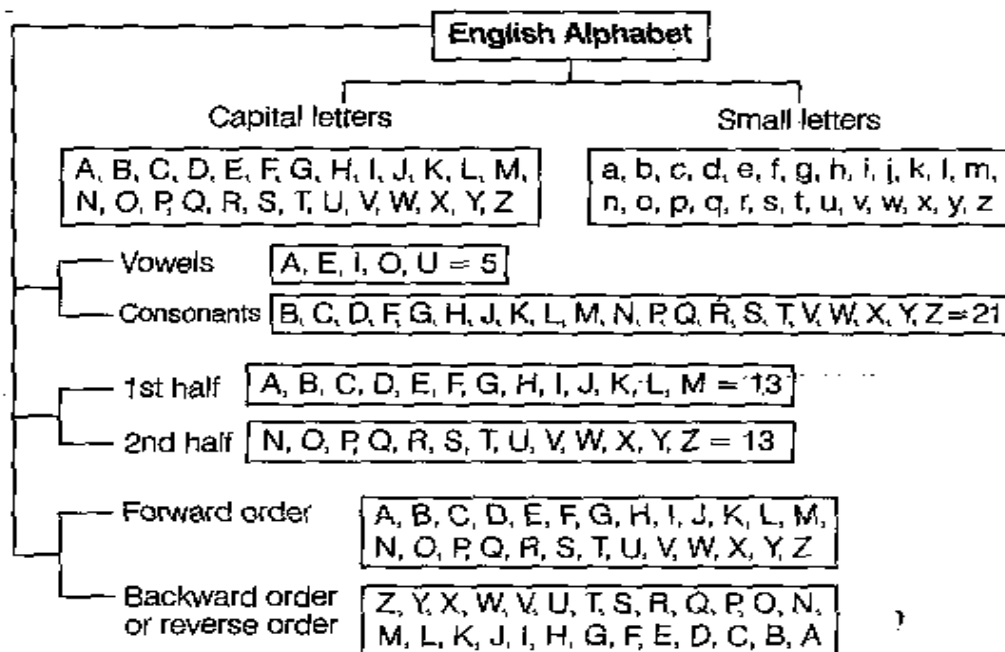 English Alphabet
Capital letters
Small letters
A, B, C, D, E, F, G, H, I, J, K, L, M,
N, O, P, Q, R, S, T, U, V, W, X, Y, Z
a, b, c, d, e, f, g, h, i, j, k, l, m,
n, o, p, q, r, s, t, u, v, w, x, y, z
Vowels A, E, I, O, U = 5
Consonants B, C, D, F, G, H, J, K, L, M, N, P, Q, R, S, T, V, W, X, Y, Z = 21
1st half A, B, C, D, E, F, G, H, I, J, K, L, M = 13
2nd half N, O, P, Q, R, S, T, U, V, W, X, Y, Z = 13
Forward order A, B, C, D, E, F, G, H, I, J, K, L, M,
N, O, P, Q, R, S, T, U, V, W, X, Y, Z
Backward order Z, Y, X, W, V, U, T, S, R, Q, P, O, N,
or reverse order M, L, K, J, I, H, G, F, E, D, C, B, A